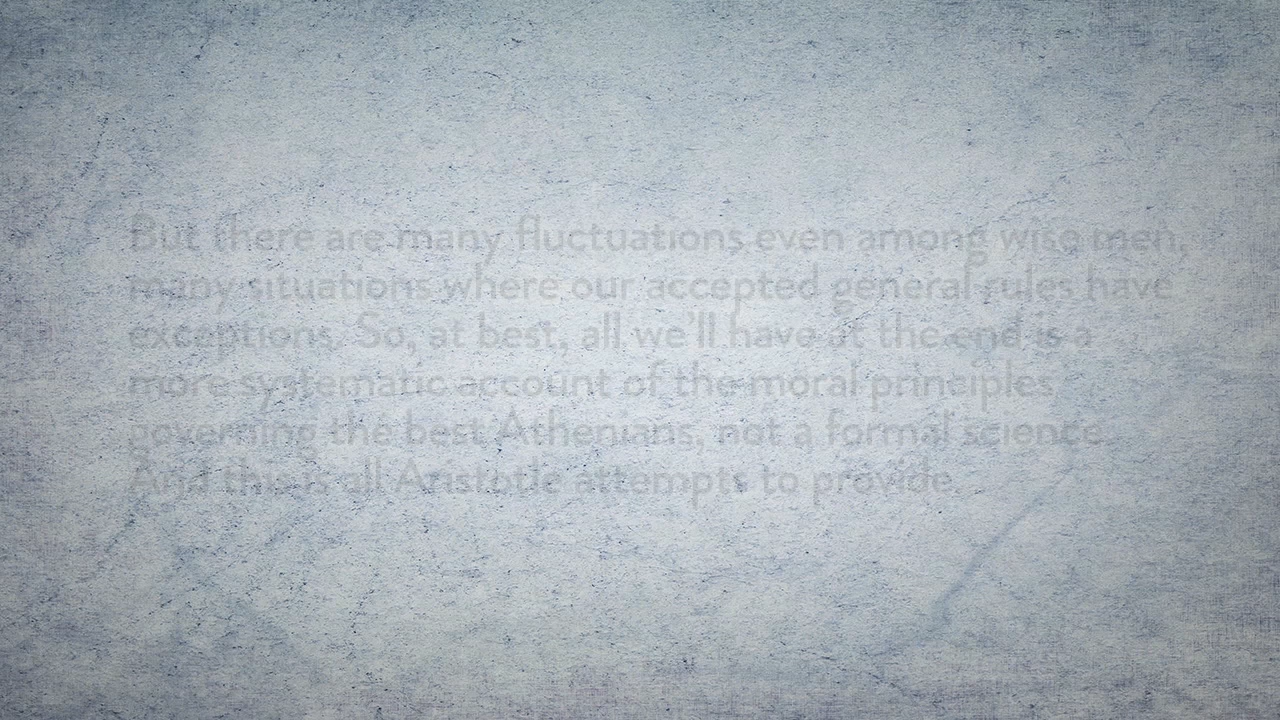 But there are many fluctuations even among wise men,
many situations where our accepted general rules have
exceptions. So, at best, all we'll have at the end is a
more systematic account of the moral principles
governing the best Athenians, not a formal science.
And this is all Aristotle attempts to provide.